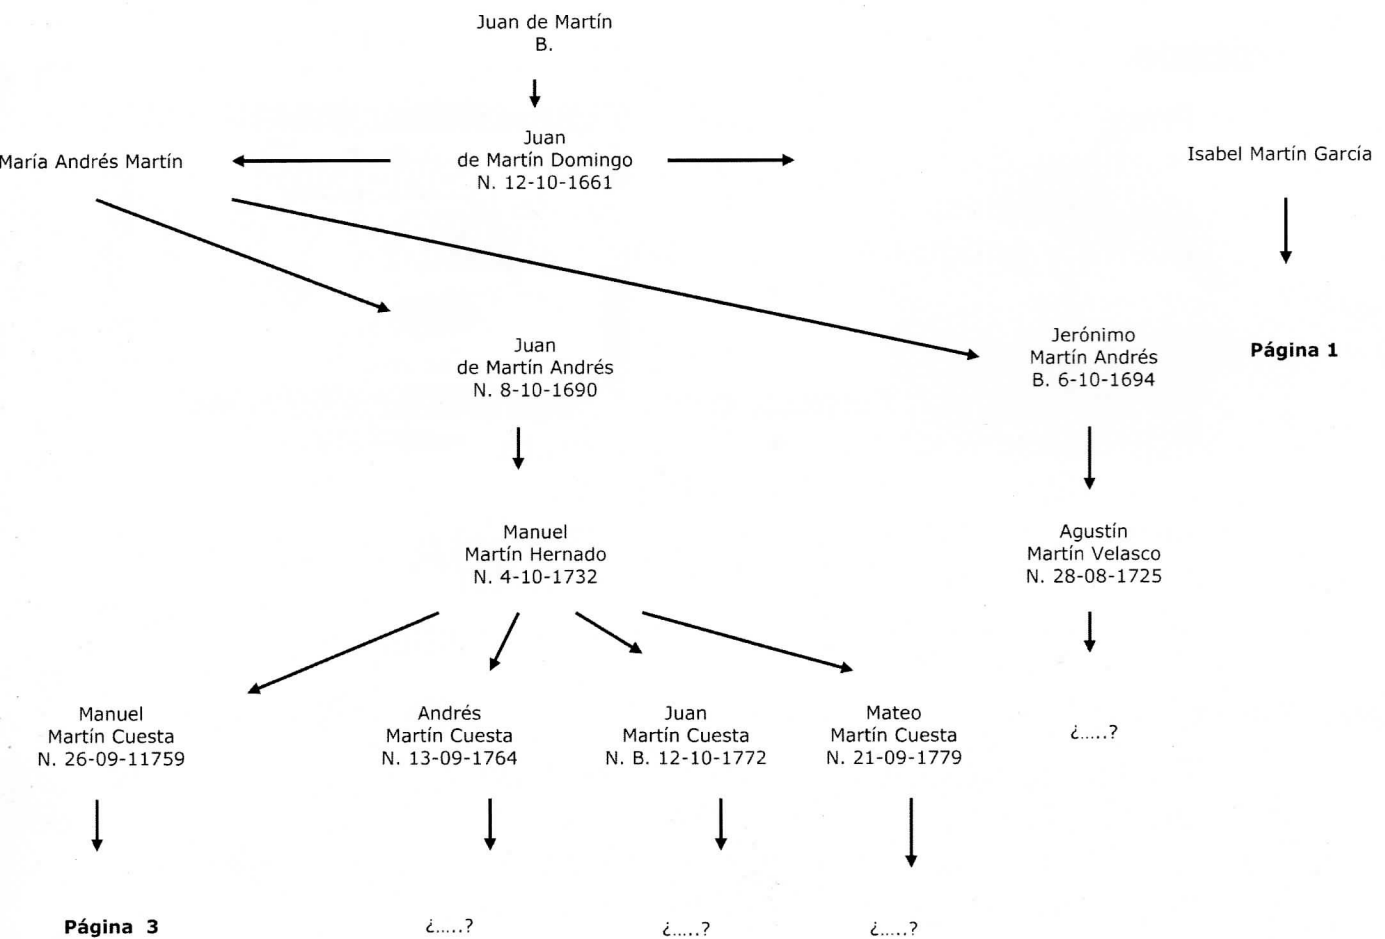 Juan de Martín
B.
María Andrés Martín
Juan
de Martín Domingo
N. 12-10-1661
Isabel Martín García
Juan
de Martín Andrés
N. 8-10-1690
Jerónimo
Martín Andrés
B. 6-10-1694
Página 1
Manuel
Martín Hernado
N. 4-10-1732
Agustín
Martín Velasco
N. 28-08-1725
Manuel
Martín Cuesta
N. 26-09-11759
Andrés
Martín Cuesta
N. 13-09-1764
Juan
Martín Cuesta
N. B. 12-10-1772
Mateo
Martín Cuesta
N. 21-09-1779
¿.....?
Página 3
¿.....?
¿.....?
¿.....?